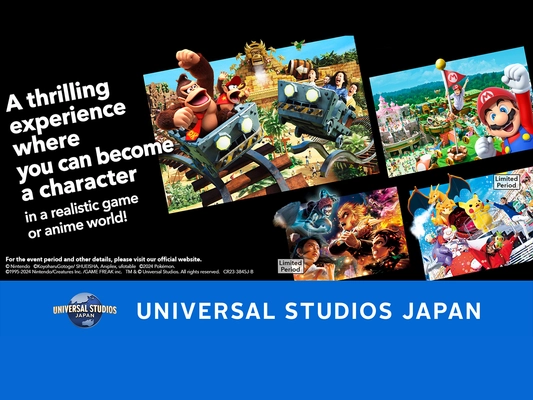 A thrilling
experience
where
you can become
a character
in a realistic game
or anime world!
Limited
Period
Limited
Period
For the event period and other details, please visit our official website.
© Nintendo ©Koyoharu Gotoge / SHUEISHA, Aniplex, ufotable ©2024 Pokémon.
©1995-2024 Nintendo/Creatures Inc. /GAME FREAK inc. TM & © Universal Studios. All rights reserved. CR23-3845J-B
UNIVERSAL STUDIOS
JAPAN
UNIVERSAL STUDIOS JAPAN